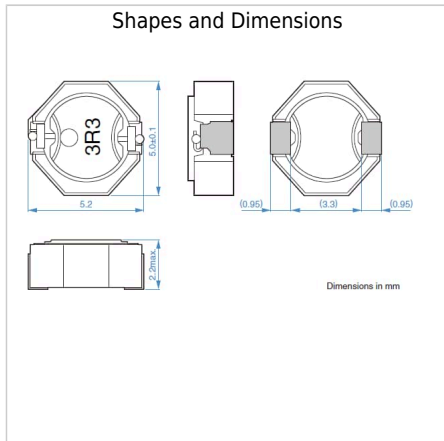 Shapes and Dimensions
3R3
5.0±0.1
5.2
(0.95)
(3.3)
(0.95)
2.2max.
Dimensions in mm